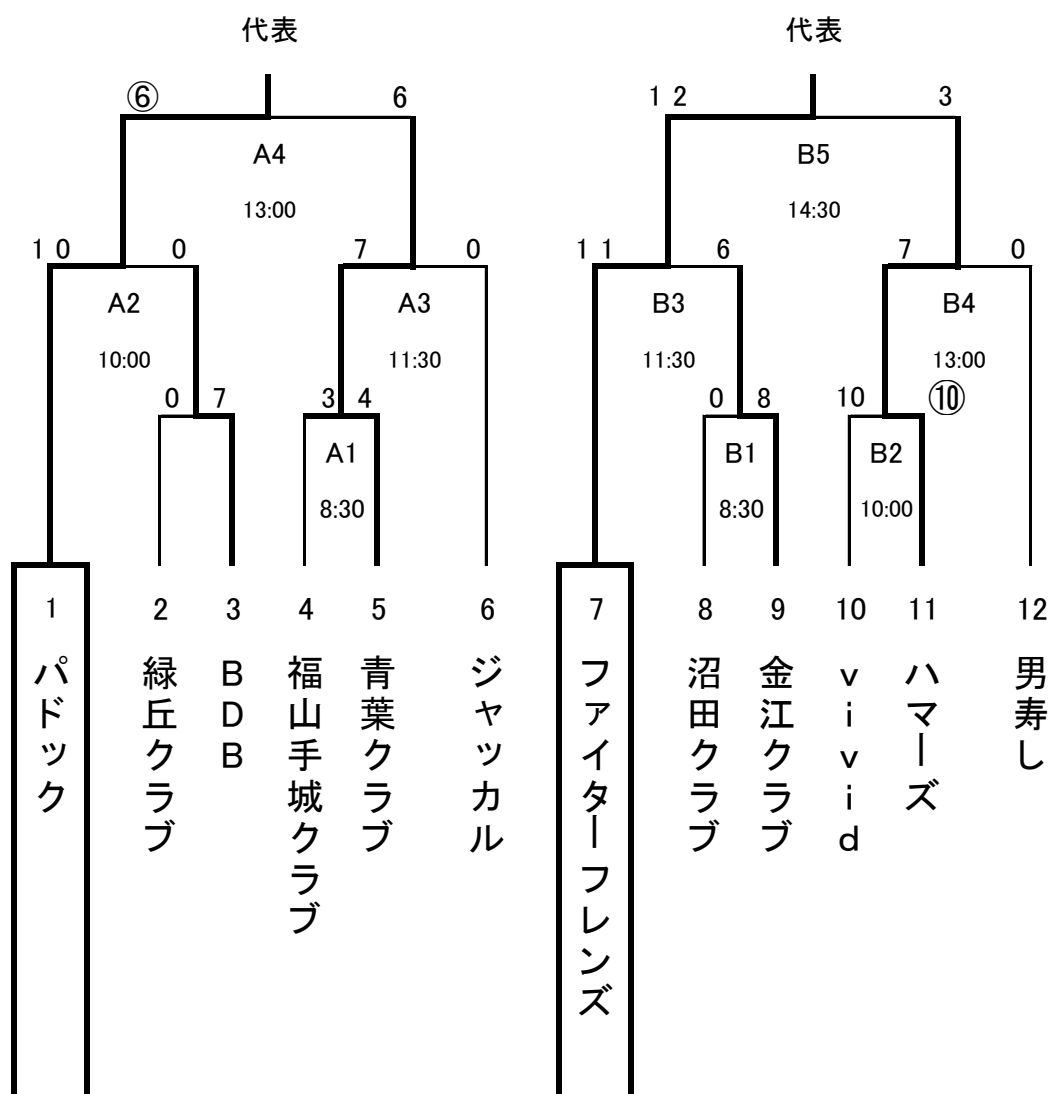 代表 代表
⑥ 6 12 3
A4 B5
13:00 14:30
10 0 7 0 11 6 7 0
A2 A3 B3 B4
10:00 11:30 11:30 13:00
0 7 3 4 0 8 10 ⑩
A1 B1 B2
8:30 8:30 10:00
1 2 3 4 5 6 7 8 9 10 11 12
パドック
緑丘クラブ
BDB
福山手城クラブ
青葉クラブ
ジャッカル
ファイターフレンズ
沼田クラブ
金江クラブ
vivid
ハマーズ
男寿し